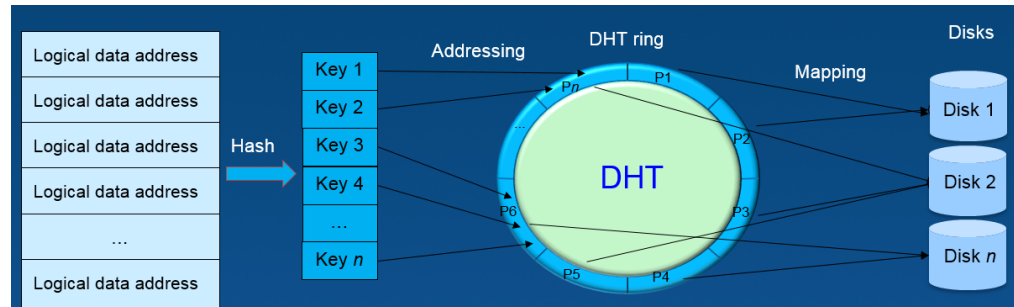 Logical data address
Logical data address
Logical data address
Logical data address
...
Logical data address
Hash
Key 1
Key 2
Key 3
Key 4
...
Key n
Addressing
DHT ring
P1
P2
P3
P4
P5
P6
...
Pn
DHT
Mapping
Disks
Disk 1
Disk 2
Disk n